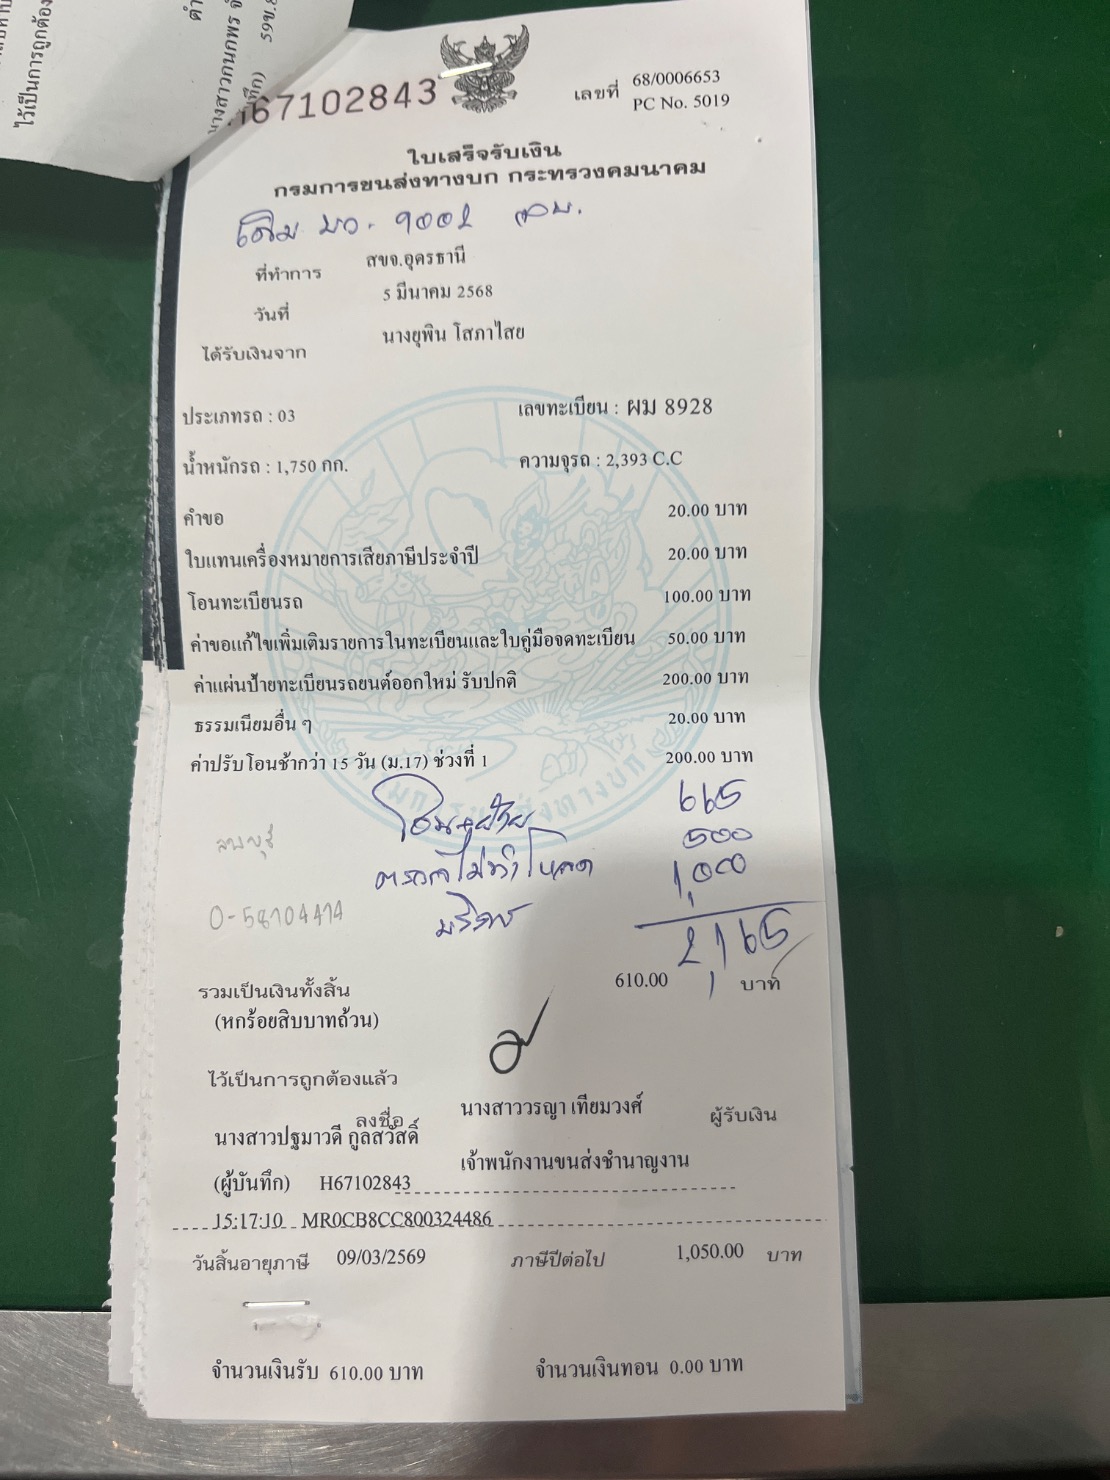 ไว้เป็นการถูกต้อง
67102843
เลขที่ 68/0006653
PC No. 5019
ใบเสร็จรับเงิน
กรมการขนส่งทางบก กระทรวงคมนาคม
เดิม บว. ๑๐๐๖
ที่ทำการ สขจ.อุดรธานี
วันที่ 5 มีนาคม 2568
ได้รับเงินจาก นางยุพิน โสภาไสย
ประเภทรถ : 03 เลขทะเบียน : ผม 8928
น้ำหนักรถ : 1,750 กก. ความจุรถ : 2,393 C.C
คำขอ 20.00 บาท
ใบแทนเครื่องหมายการเสียภาษีประจำปี 20.00 บาท
โอนทะเบียนรถ 100.00 บาท
ค่าขอแก้ไขเพิ่มเติมรายการในทะเบียนและใบคู่มือจดทะเบียน 50.00 บาท
ค่าแผ่นป้ายทะเบียนรถยนต์ออกใหม่ รับปกติ 200.00 บาท
ธรรมเนียมอื่น ๆ 20.00 บาท
ค่าปรับโอนช้ากว่า 15 วัน (ม.17) ช่วงที่ 1 200.00 บาท
โอน+ย้าย 665
ลพบุรี
500
1,000
0-58104474 บริการ
2,165
รวมเป็นเงินทั้งสิ้น 610.00 บาท
(หกร้อยสิบบาทถ้วน)
ไว้เป็นการถูกต้องแล้ว
ลงชื่อ นางสาววรญา เทียมวงศ์ ผู้รับเงิน
นางสาวปฐมาวดี กูลสวัสดิ์
เจ้าพนักงานขนส่งชำนาญงาน
(ผู้บันทึก) H67102843
15:17:10 MR0CB8CC800324486
วันสิ้นอายุภาษี 09/03/2569 ภาษีปีต่อไป 1,050.00 บาท
จำนวนเงินรับ 610.00 บาท จำนวนเงินทอน 0.00 บาท